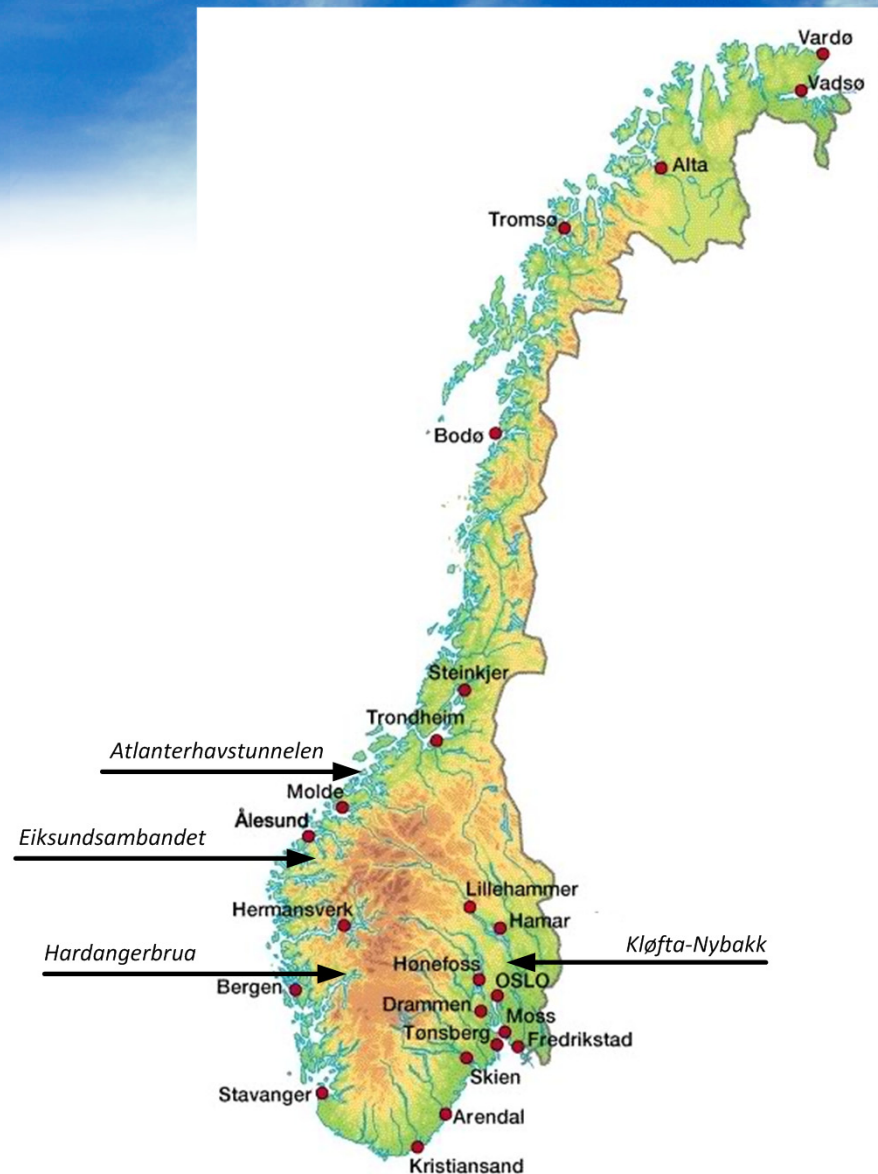 Vardø
Vadsø
Alta
Tromsø
Bodø
Steinkjer
Trondheim
Atlanterhavstunnelen
Molde
Ålesund
Eiksundsambandet
Lillehammer
Hermansverk
Hamar
Kløfta-Nybakk
Hardangerbrua
Hønefoss
OSLO
Bergen
Drammen
Moss
Tønsberg
Fredrikstad
Skien
Stavanger
Arendal
Kristiansand